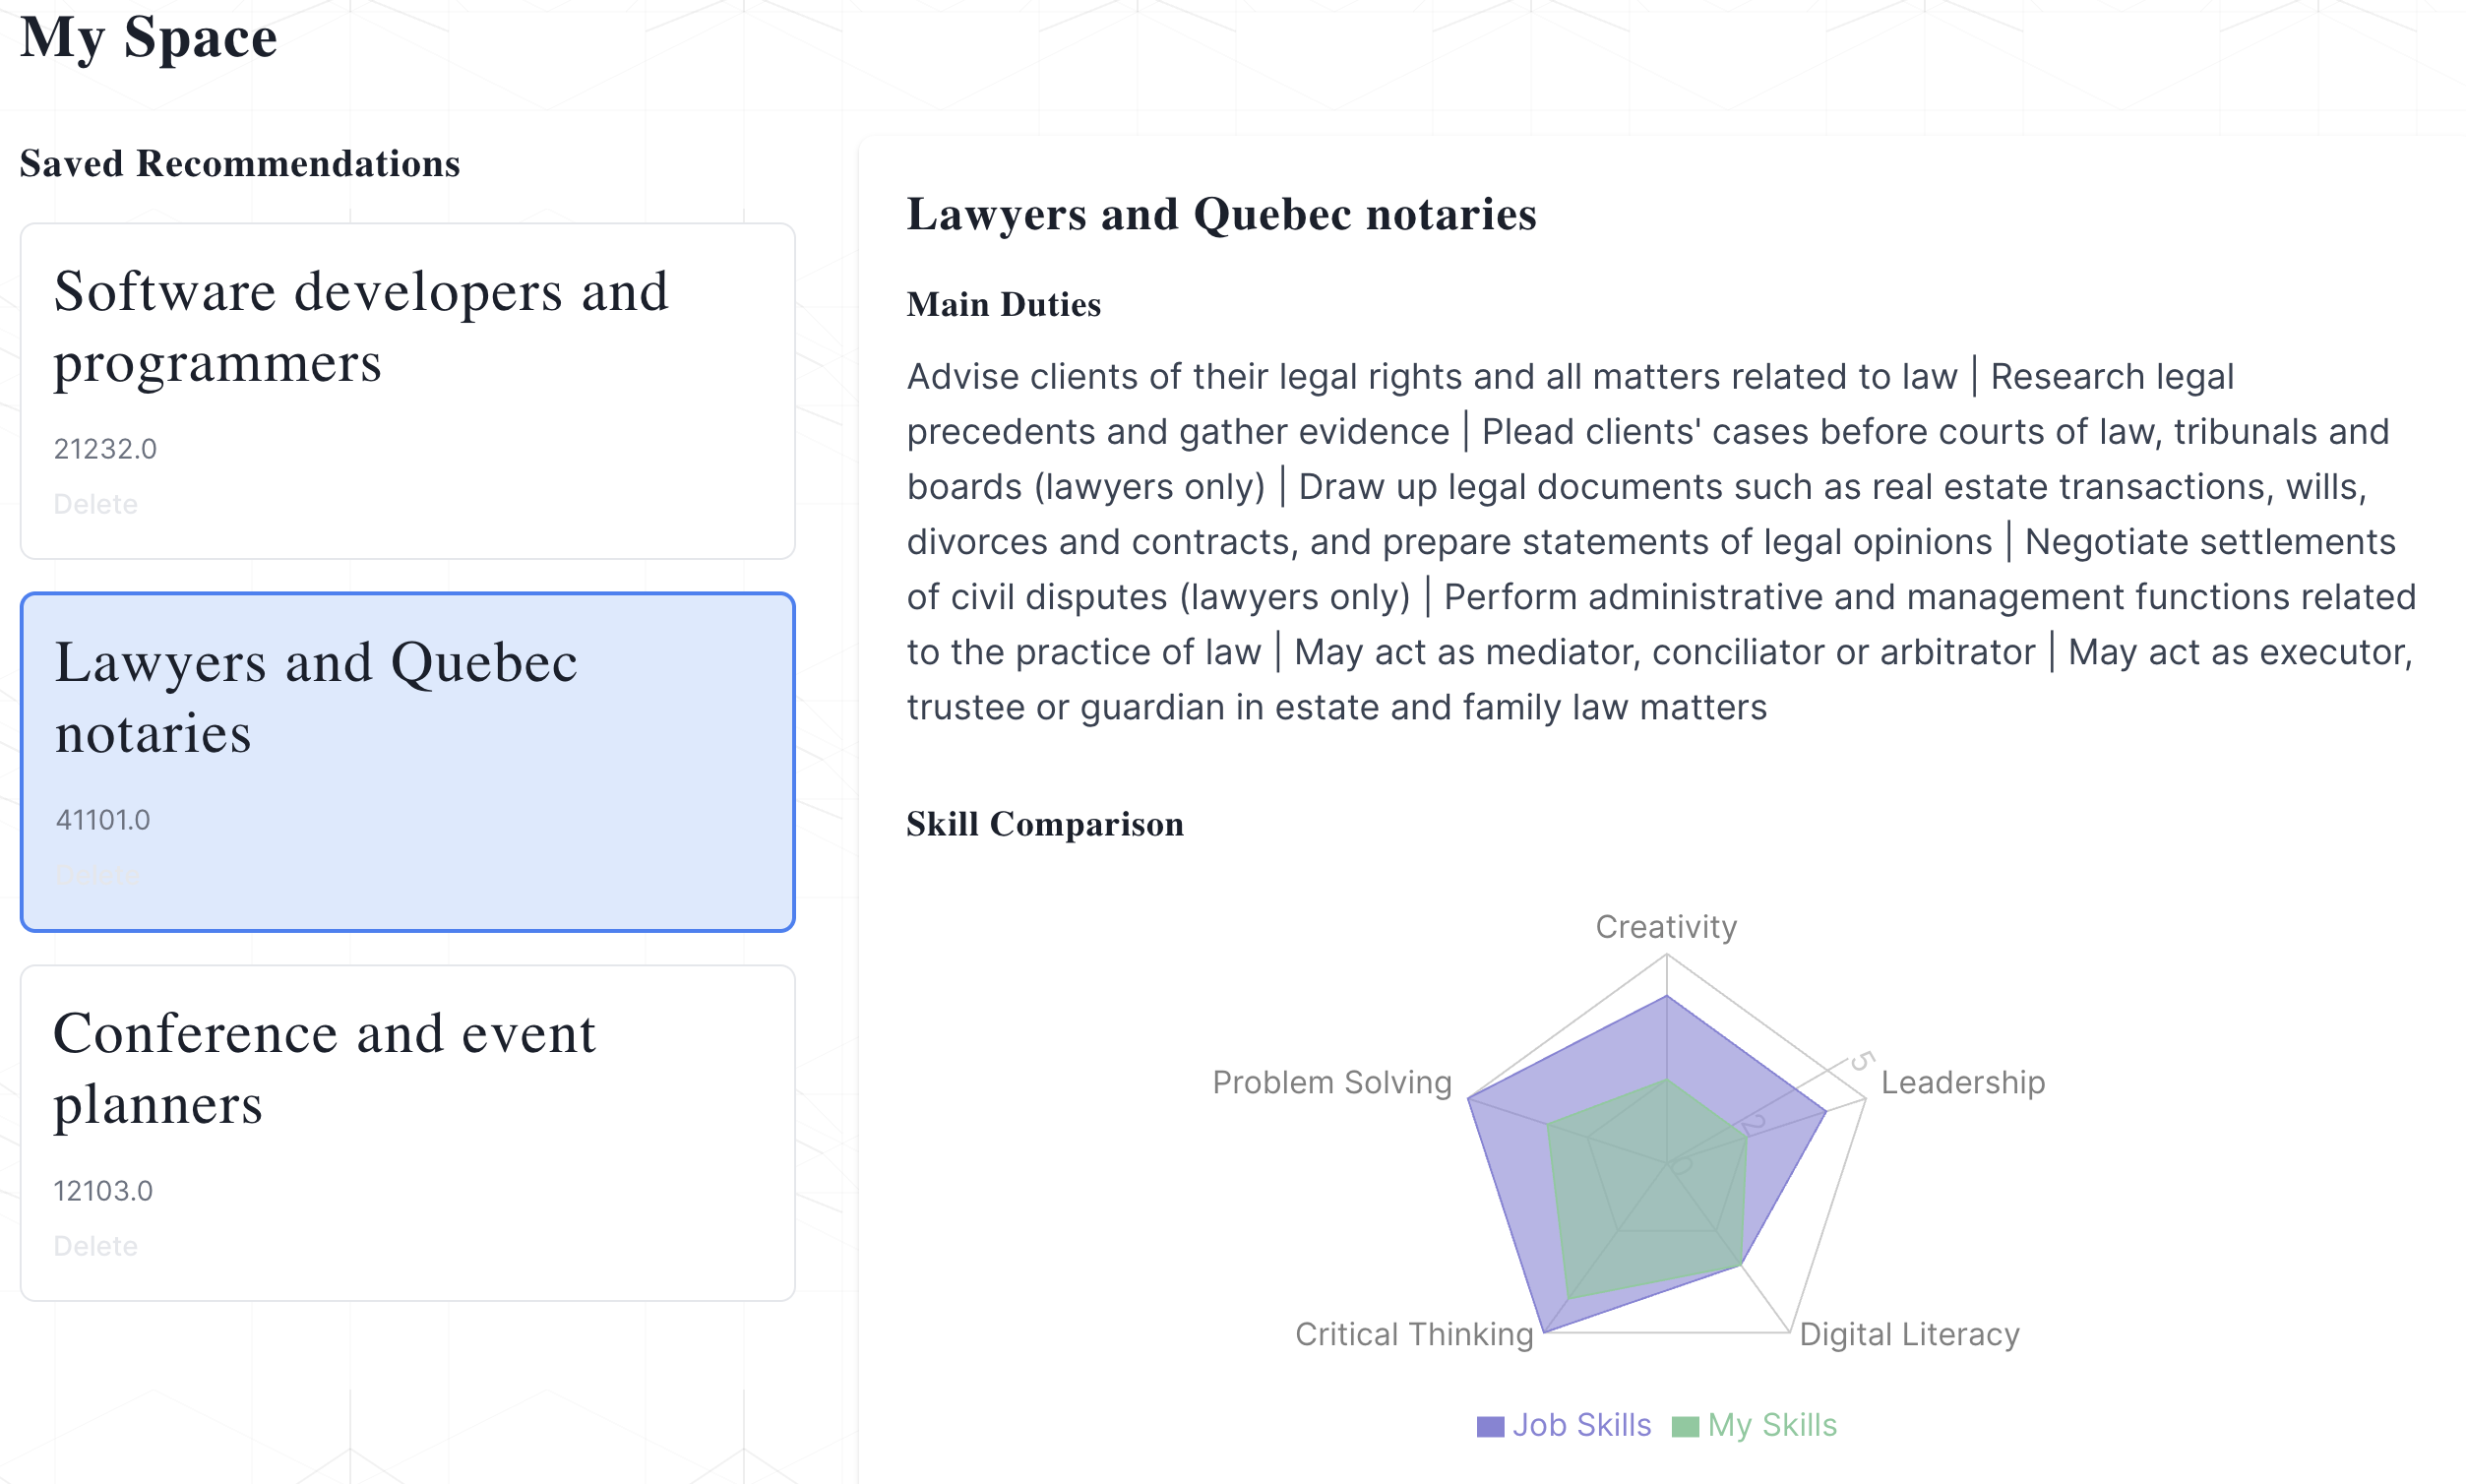 My Space
Saved Recommendations
Software developers and
programmers
21232.0
Delete
Lawyers and Quebec
notaries
41101.0
Delete
Conference and event
planners
12103.0
Delete
Lawyers and Quebec notaries
Main Duties
Advise clients of their legal rights and all matters related to law | Research legal
precedents and gather evidence | Plead clients' cases before courts of law, tribunals and
boards (lawyers only) | Draw up legal documents such as real estate transactions, wills,
divorces and contracts, and prepare statements of legal opinions | Negotiate settlements
of civil disputes (lawyers only) | Perform administrative and management functions related
to the practice of law | May act as mediator, conciliator or arbitrator | May act as executor,
trustee or guardian in estate and family law matters
Skill Comparison
Creativity
5
Problem Solving
Leadership
2
0
Critical Thinking
Digital Literacy
Job Skills
My Skills